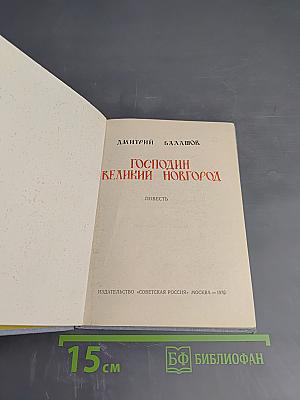 ДМИТРИЙ БАЛАШОВ
ГОСПОДИН
ВЕЛИКИЙ НОВГОРОД
ПОВЕСТЬ
ИЗДАТЕЛЬСТВО «СОВЕТСКАЯ РОССИЯ» МОСКВА — 1970
15 см
БФ БИБЛИОФАН